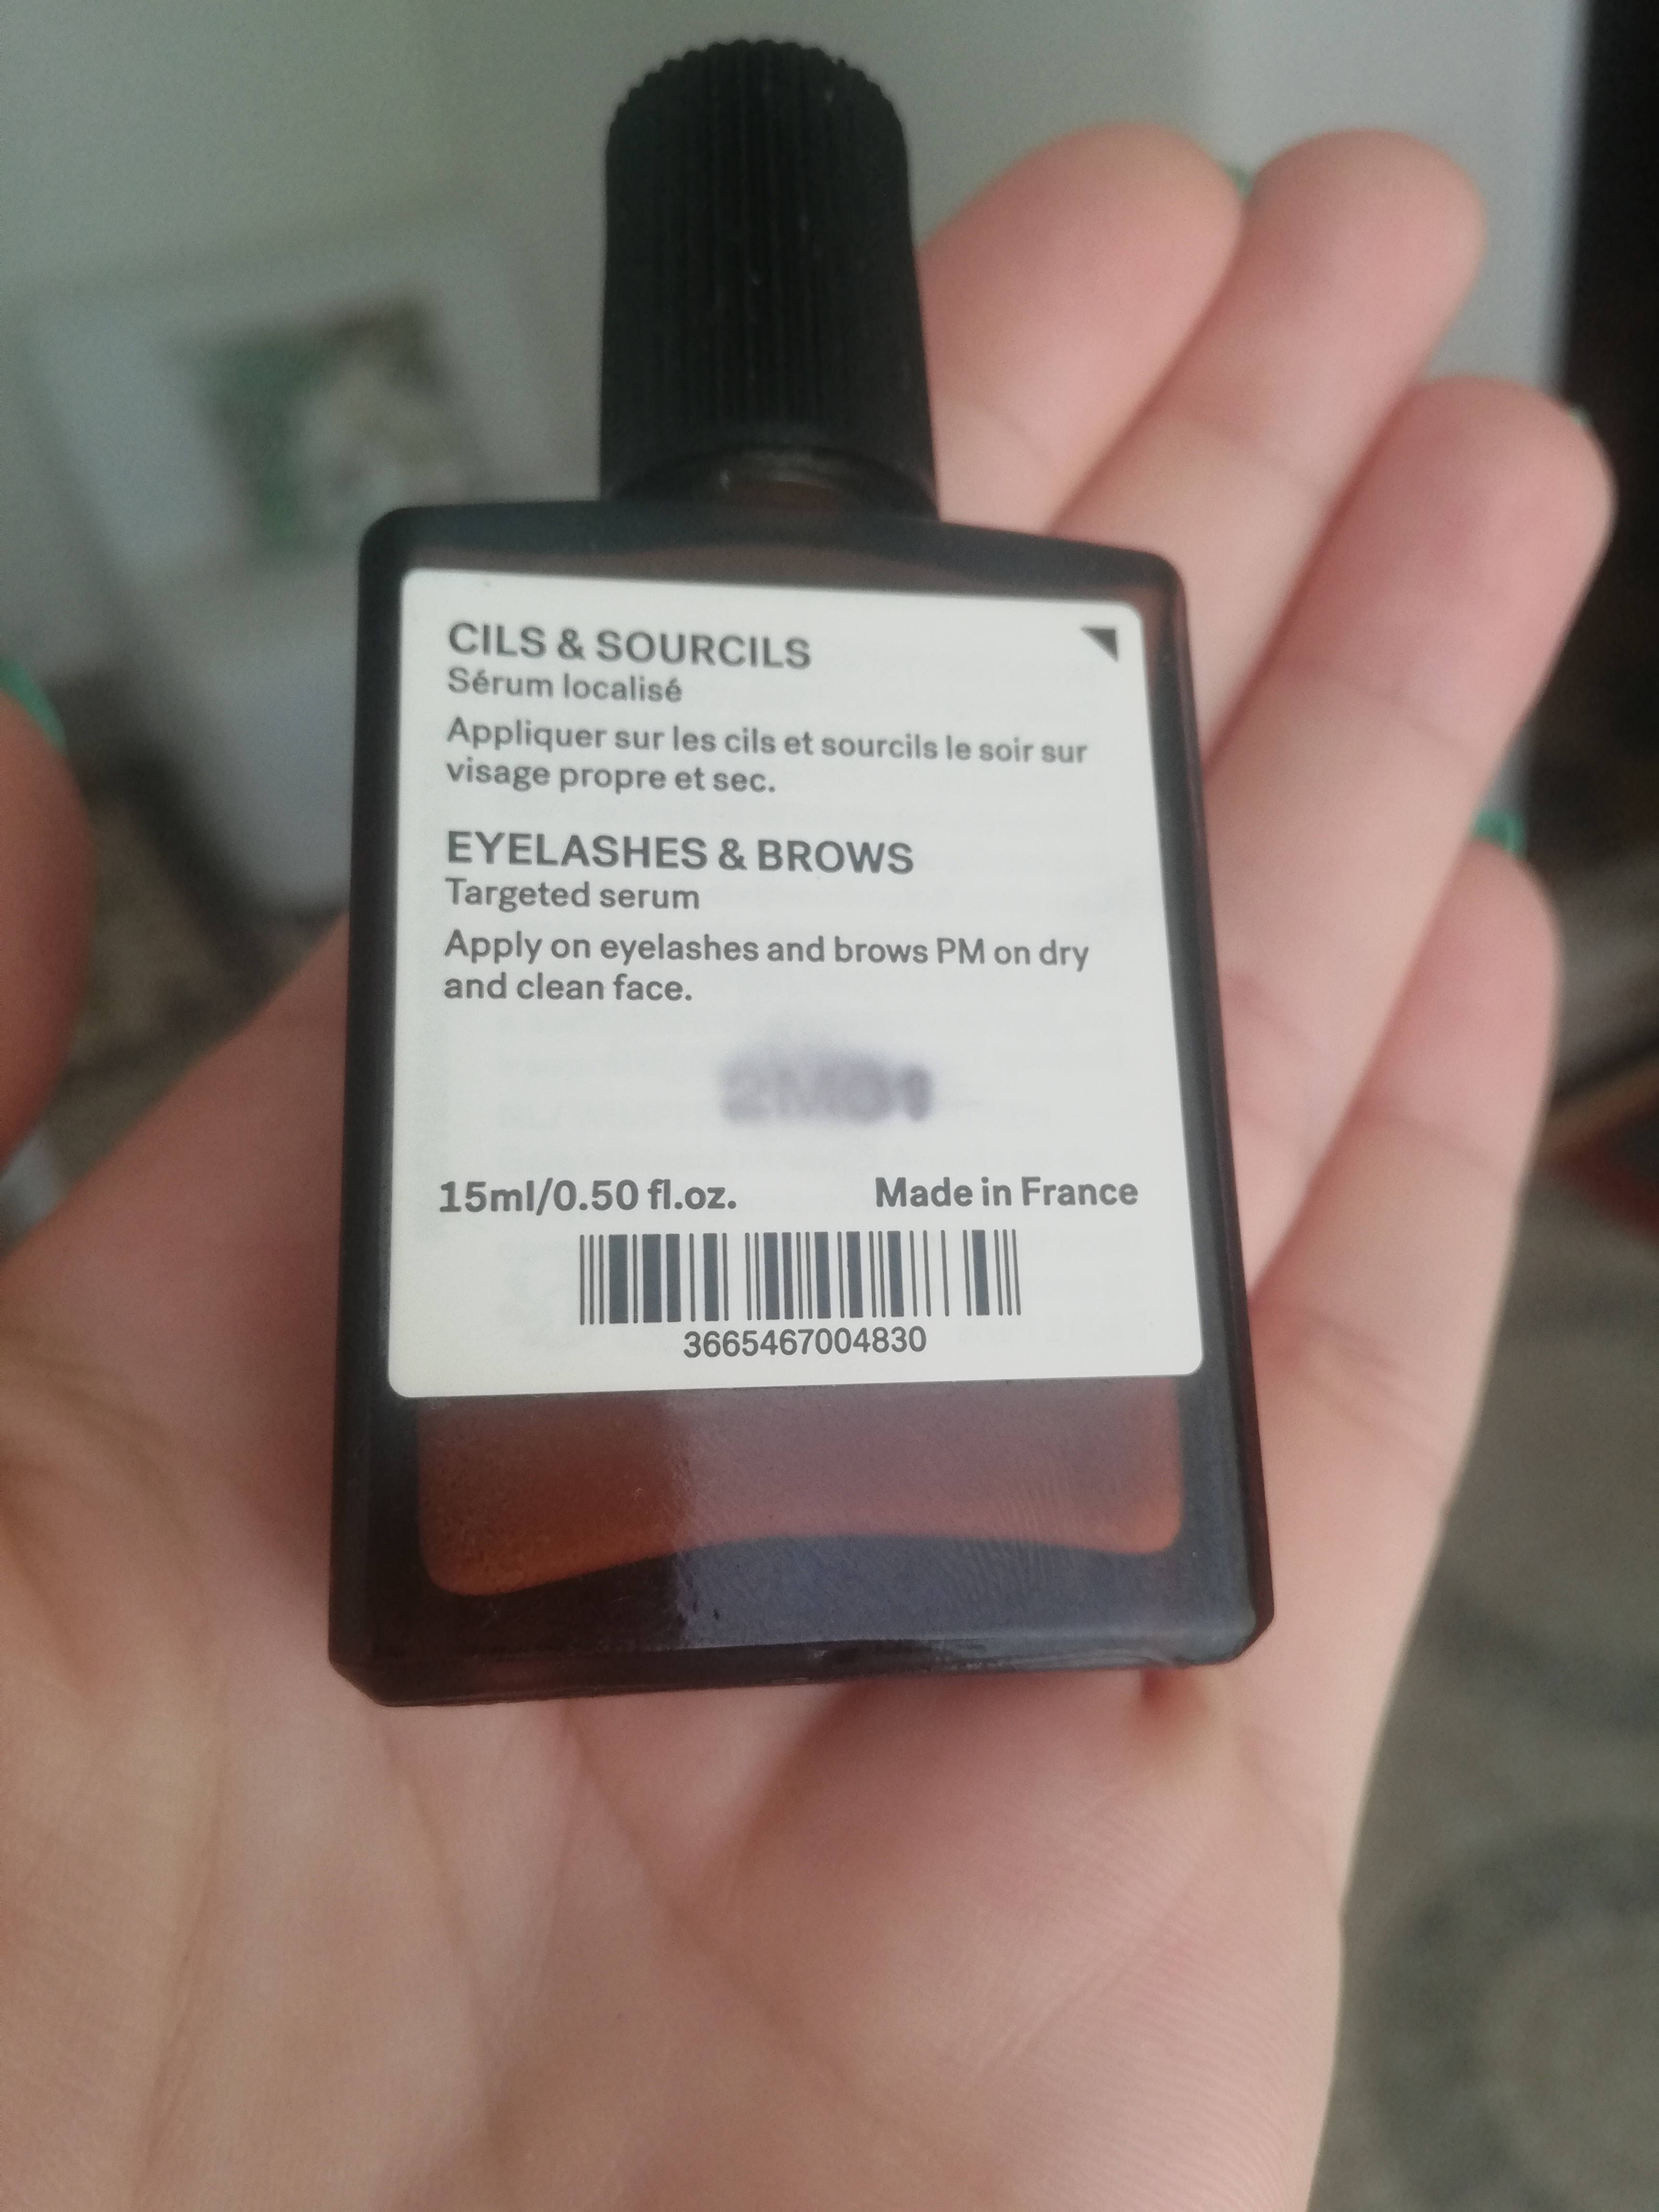 CILS & SOURCILS
Sérum localisé
Appliquer sur les cils et sourcils le soir sur
visage propre et sec.
EYELASHES & BROWS
Targeted serum
Apply on eyelashes and brows PM on dry
and clean face.
15ml/0.50 fl.oz. Made in France
3665467004830